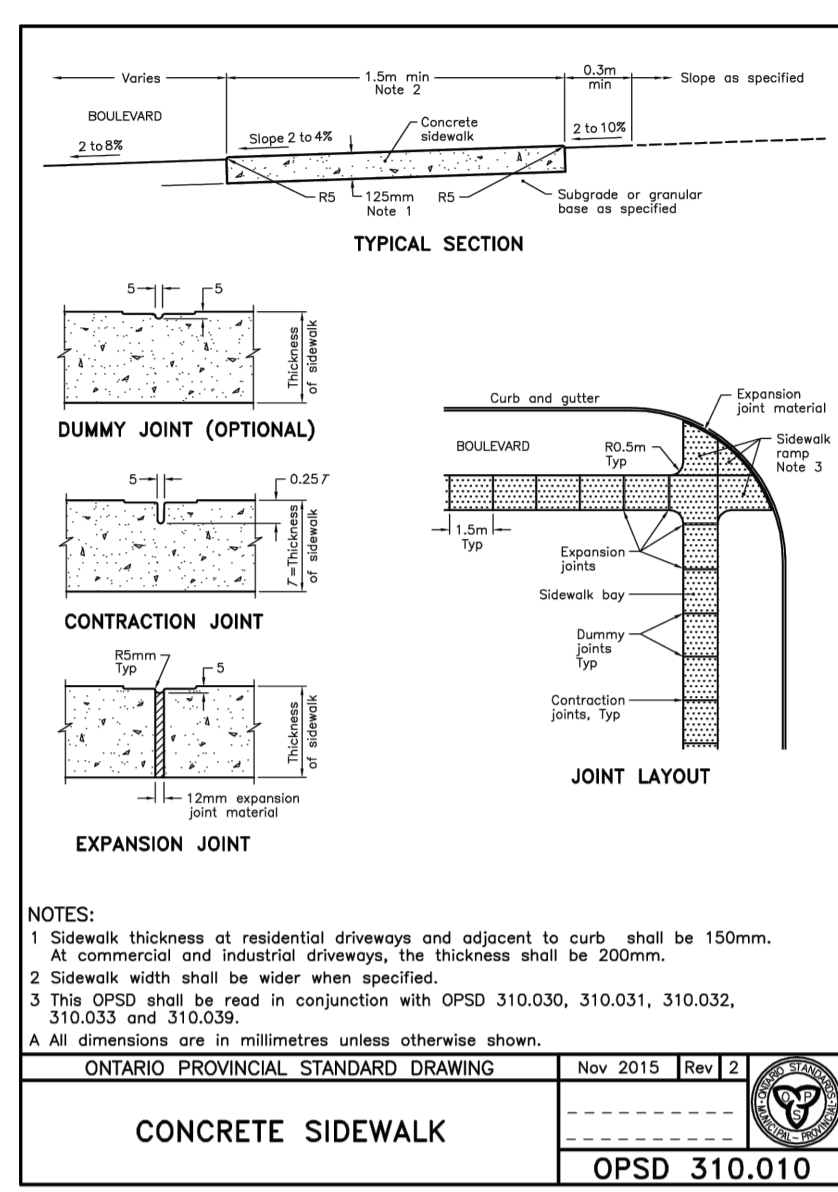 Varies
1.5m min
Note 2
0.3m
min
Slope as specified
BOULEVARD
2 to 8%
Slope 2 to 4%
Concrete
sidewalk
2 to 10%
R5
125mm
Note 1
R5
Subgrade or granular
base as specified
TYPICAL SECTION
5
5
Thickness
of sidewalk
DUMMY JOINT (OPTIONAL)
5
0.25T
T=Thickness
of sidewalk
CONTRACTION JOINT
R5mm
Typ
5
Thickness
of sidewalk
12mm expansion
joint material
EXPANSION JOINT
Curb and gutter
Expansion
joint material
BOULEVARD
R0.5m
Typ
Sidewalk
ramp
Note 3
1.5m
Typ
Expansion
joints
Sidewalk bay
Dummy
joints
Typ
Contraction
joints, Typ
JOINT LAYOUT
NOTES:
1 Sidewalk thickness at residential driveways and adjacent to curb shall be 150mm.
At commercial and industrial driveways, the thickness shall be 200mm.
2 Sidewalk width shall be wider when specified.
3 This OPSD shall be read in conjunction with OPSD 310.030, 310.031, 310.032,
310.033 and 310.039.
A All dimensions are in millimetres unless otherwise shown.
ONTARIO PROVINCIAL STANDARD DRAWING
Nov 2015
Rev
2
CONCRETE SIDEWALK
ONTARIO STANDARDS
MUNICIPAL - PROVINCIAL
O P
S
OPSD 310.010